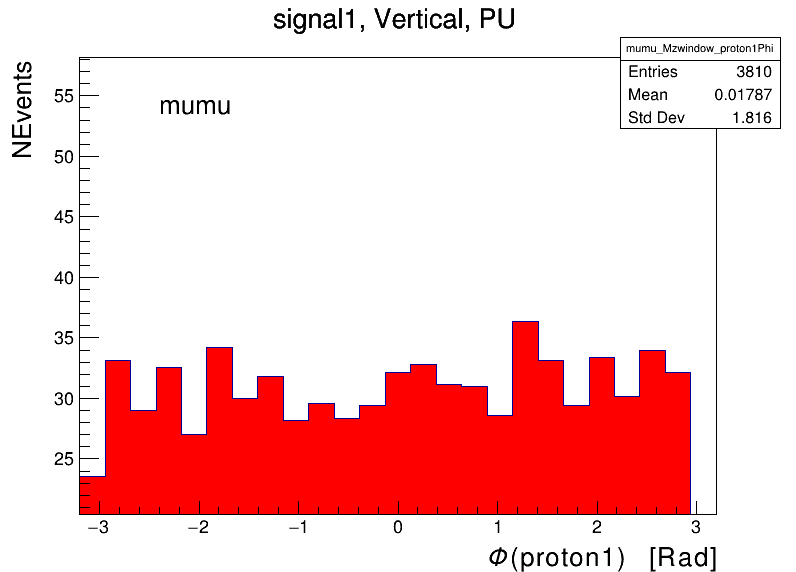 signal1, Vertical, PU
mumu_Mzwindow_proton1Phi
Entries 3810
Mean 0.01787
Std Dev 1.816
NEvents
mumu
55
50
45
40
35
30
25
−3 −2 −1 0 1 2 3
Φ(proton1) [Rad]